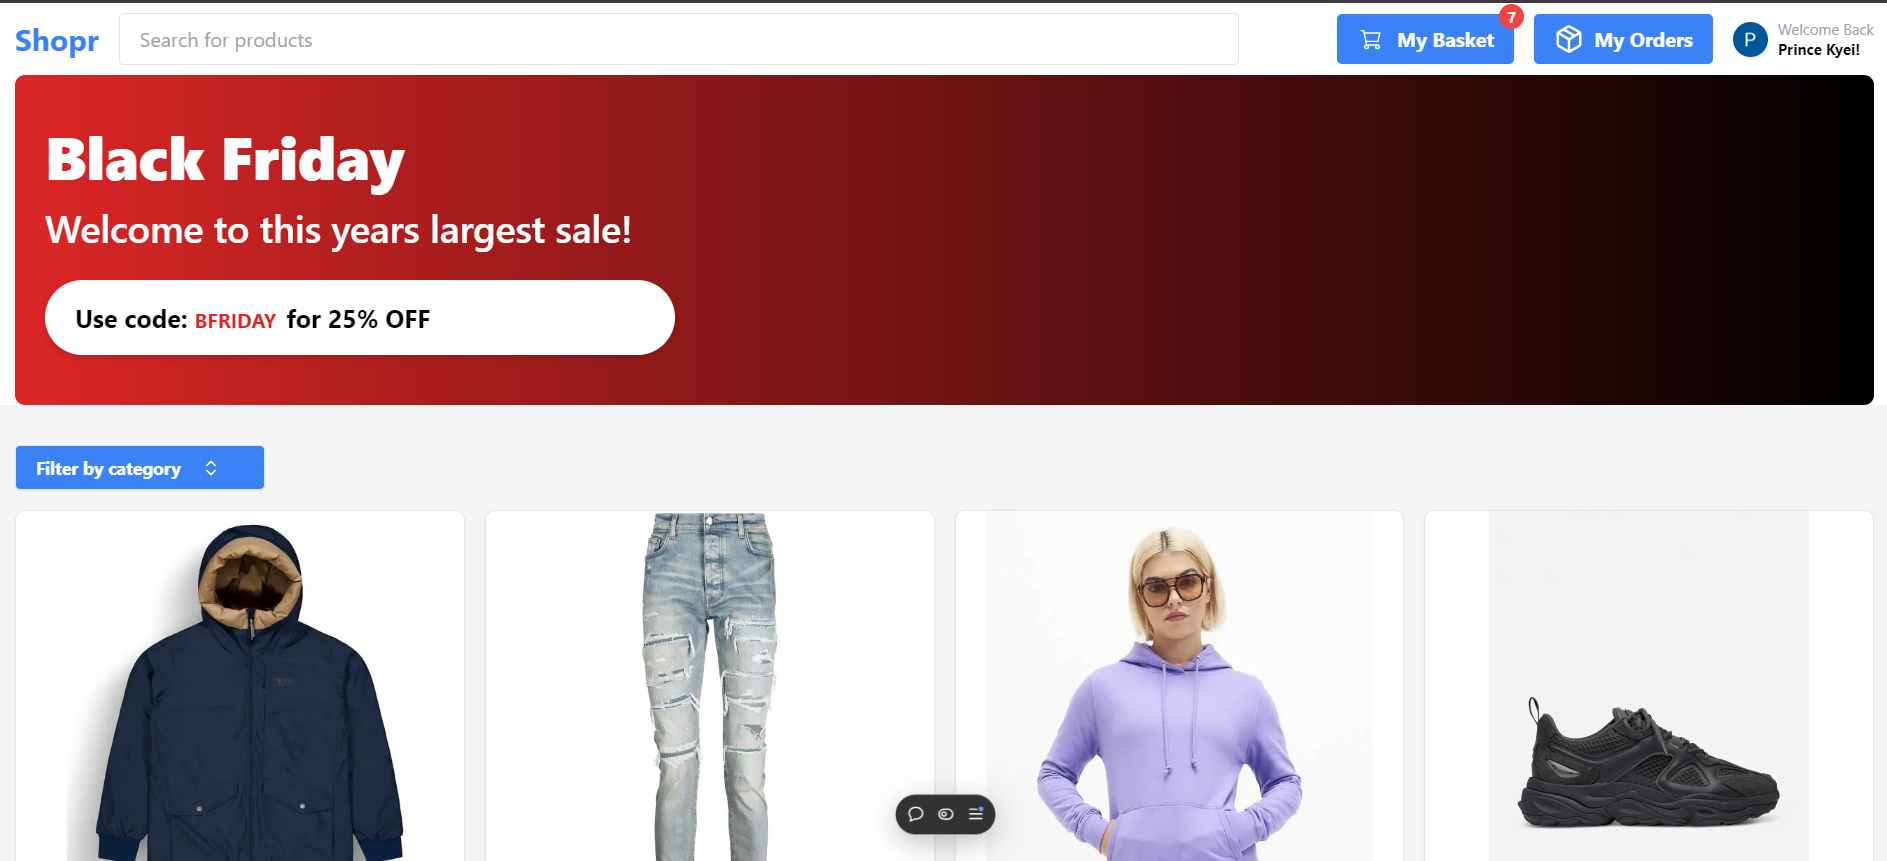 Shopr
Search for products
My Basket
7
My Orders
P
Welcome Back
Prince Kyei!
Black Friday
Welcome to this years largest sale!
Use code: BFRIDAY for 25% OFF
Filter by category